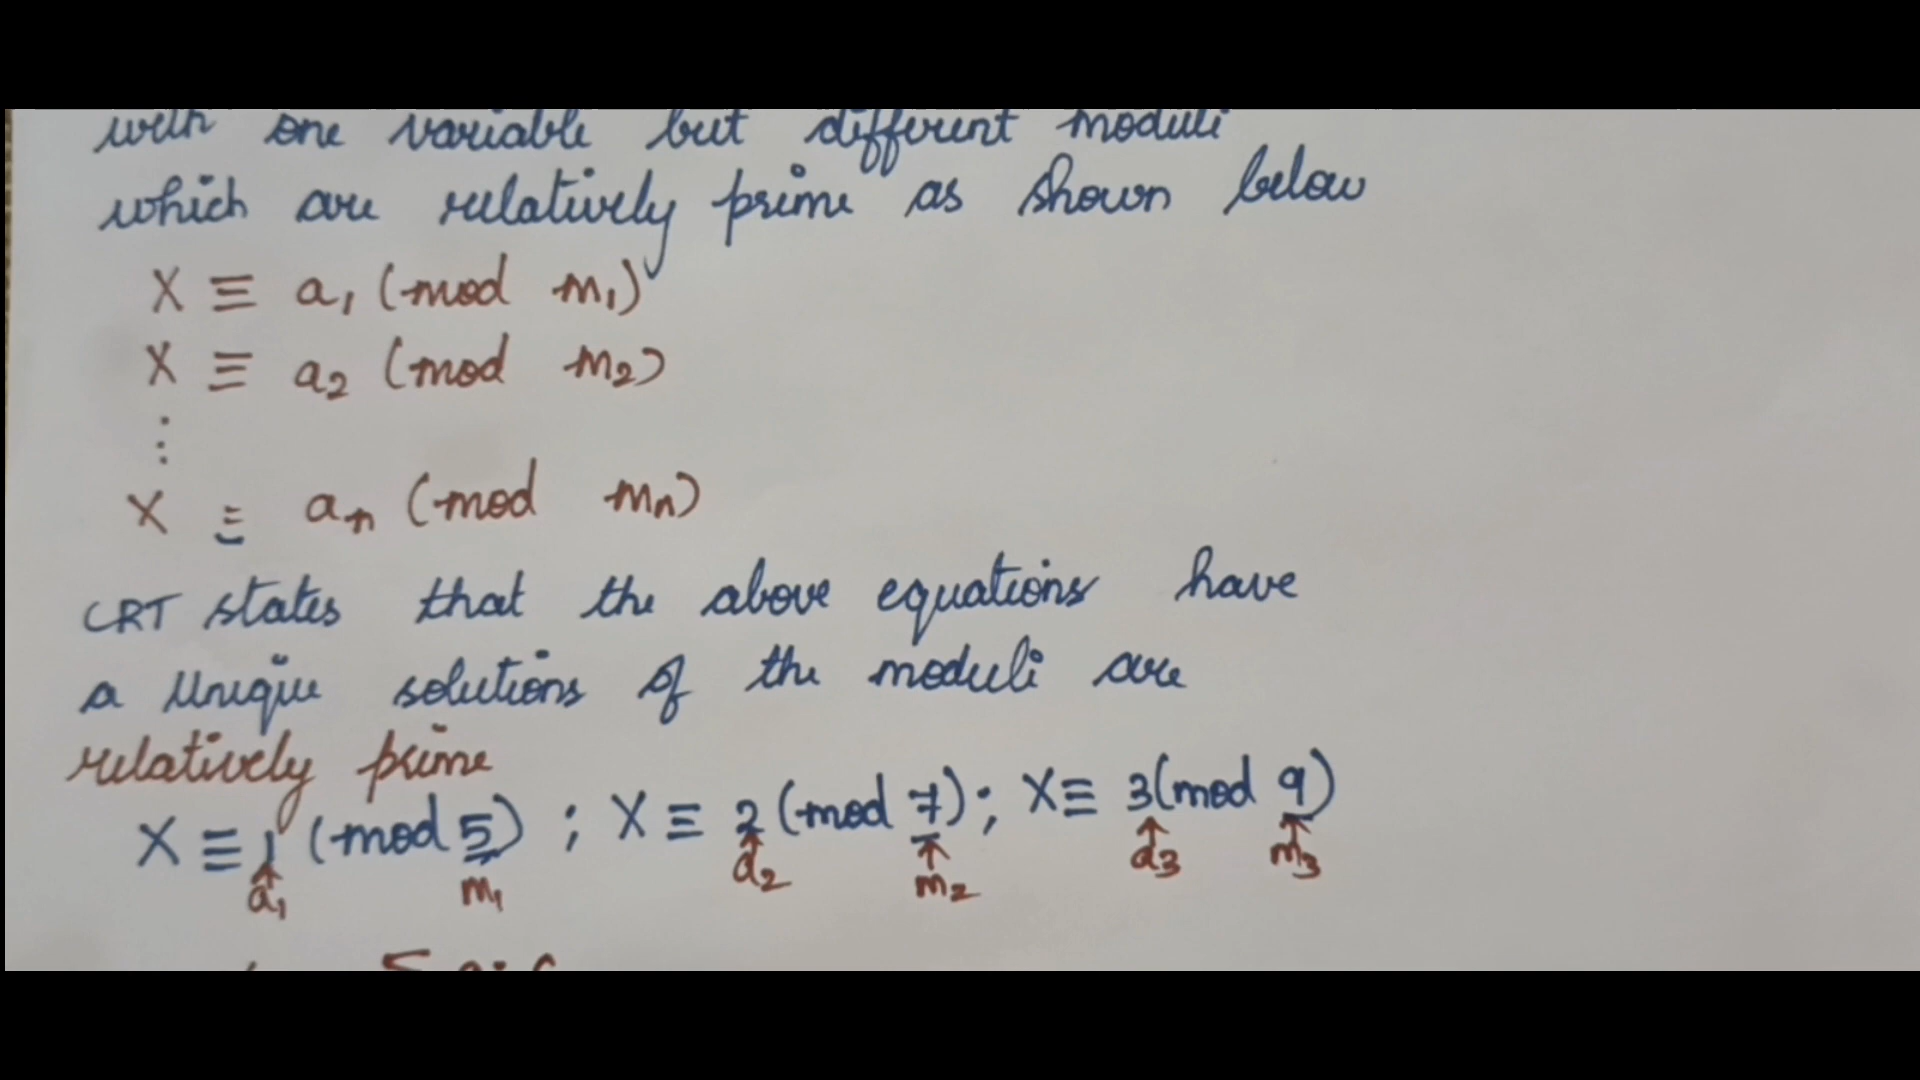 with one variable but different moduli
which are relatively prime as shown below
X ≡ a₁ (mod m₁)
X ≡ a₂ (mod m₂)
⋮
X ≡ aₙ (mod mₙ)
CRT states that the above equations have
a Unique solutions of the moduli are
relatively prime
X ≡ 1 (mod 5) ; X ≡ 2 (mod 7) ; X ≡ 3 (mod 9)
↑a₁ m₁ ↑a₂ ↑m₂ ↑a₃ ↑m₃